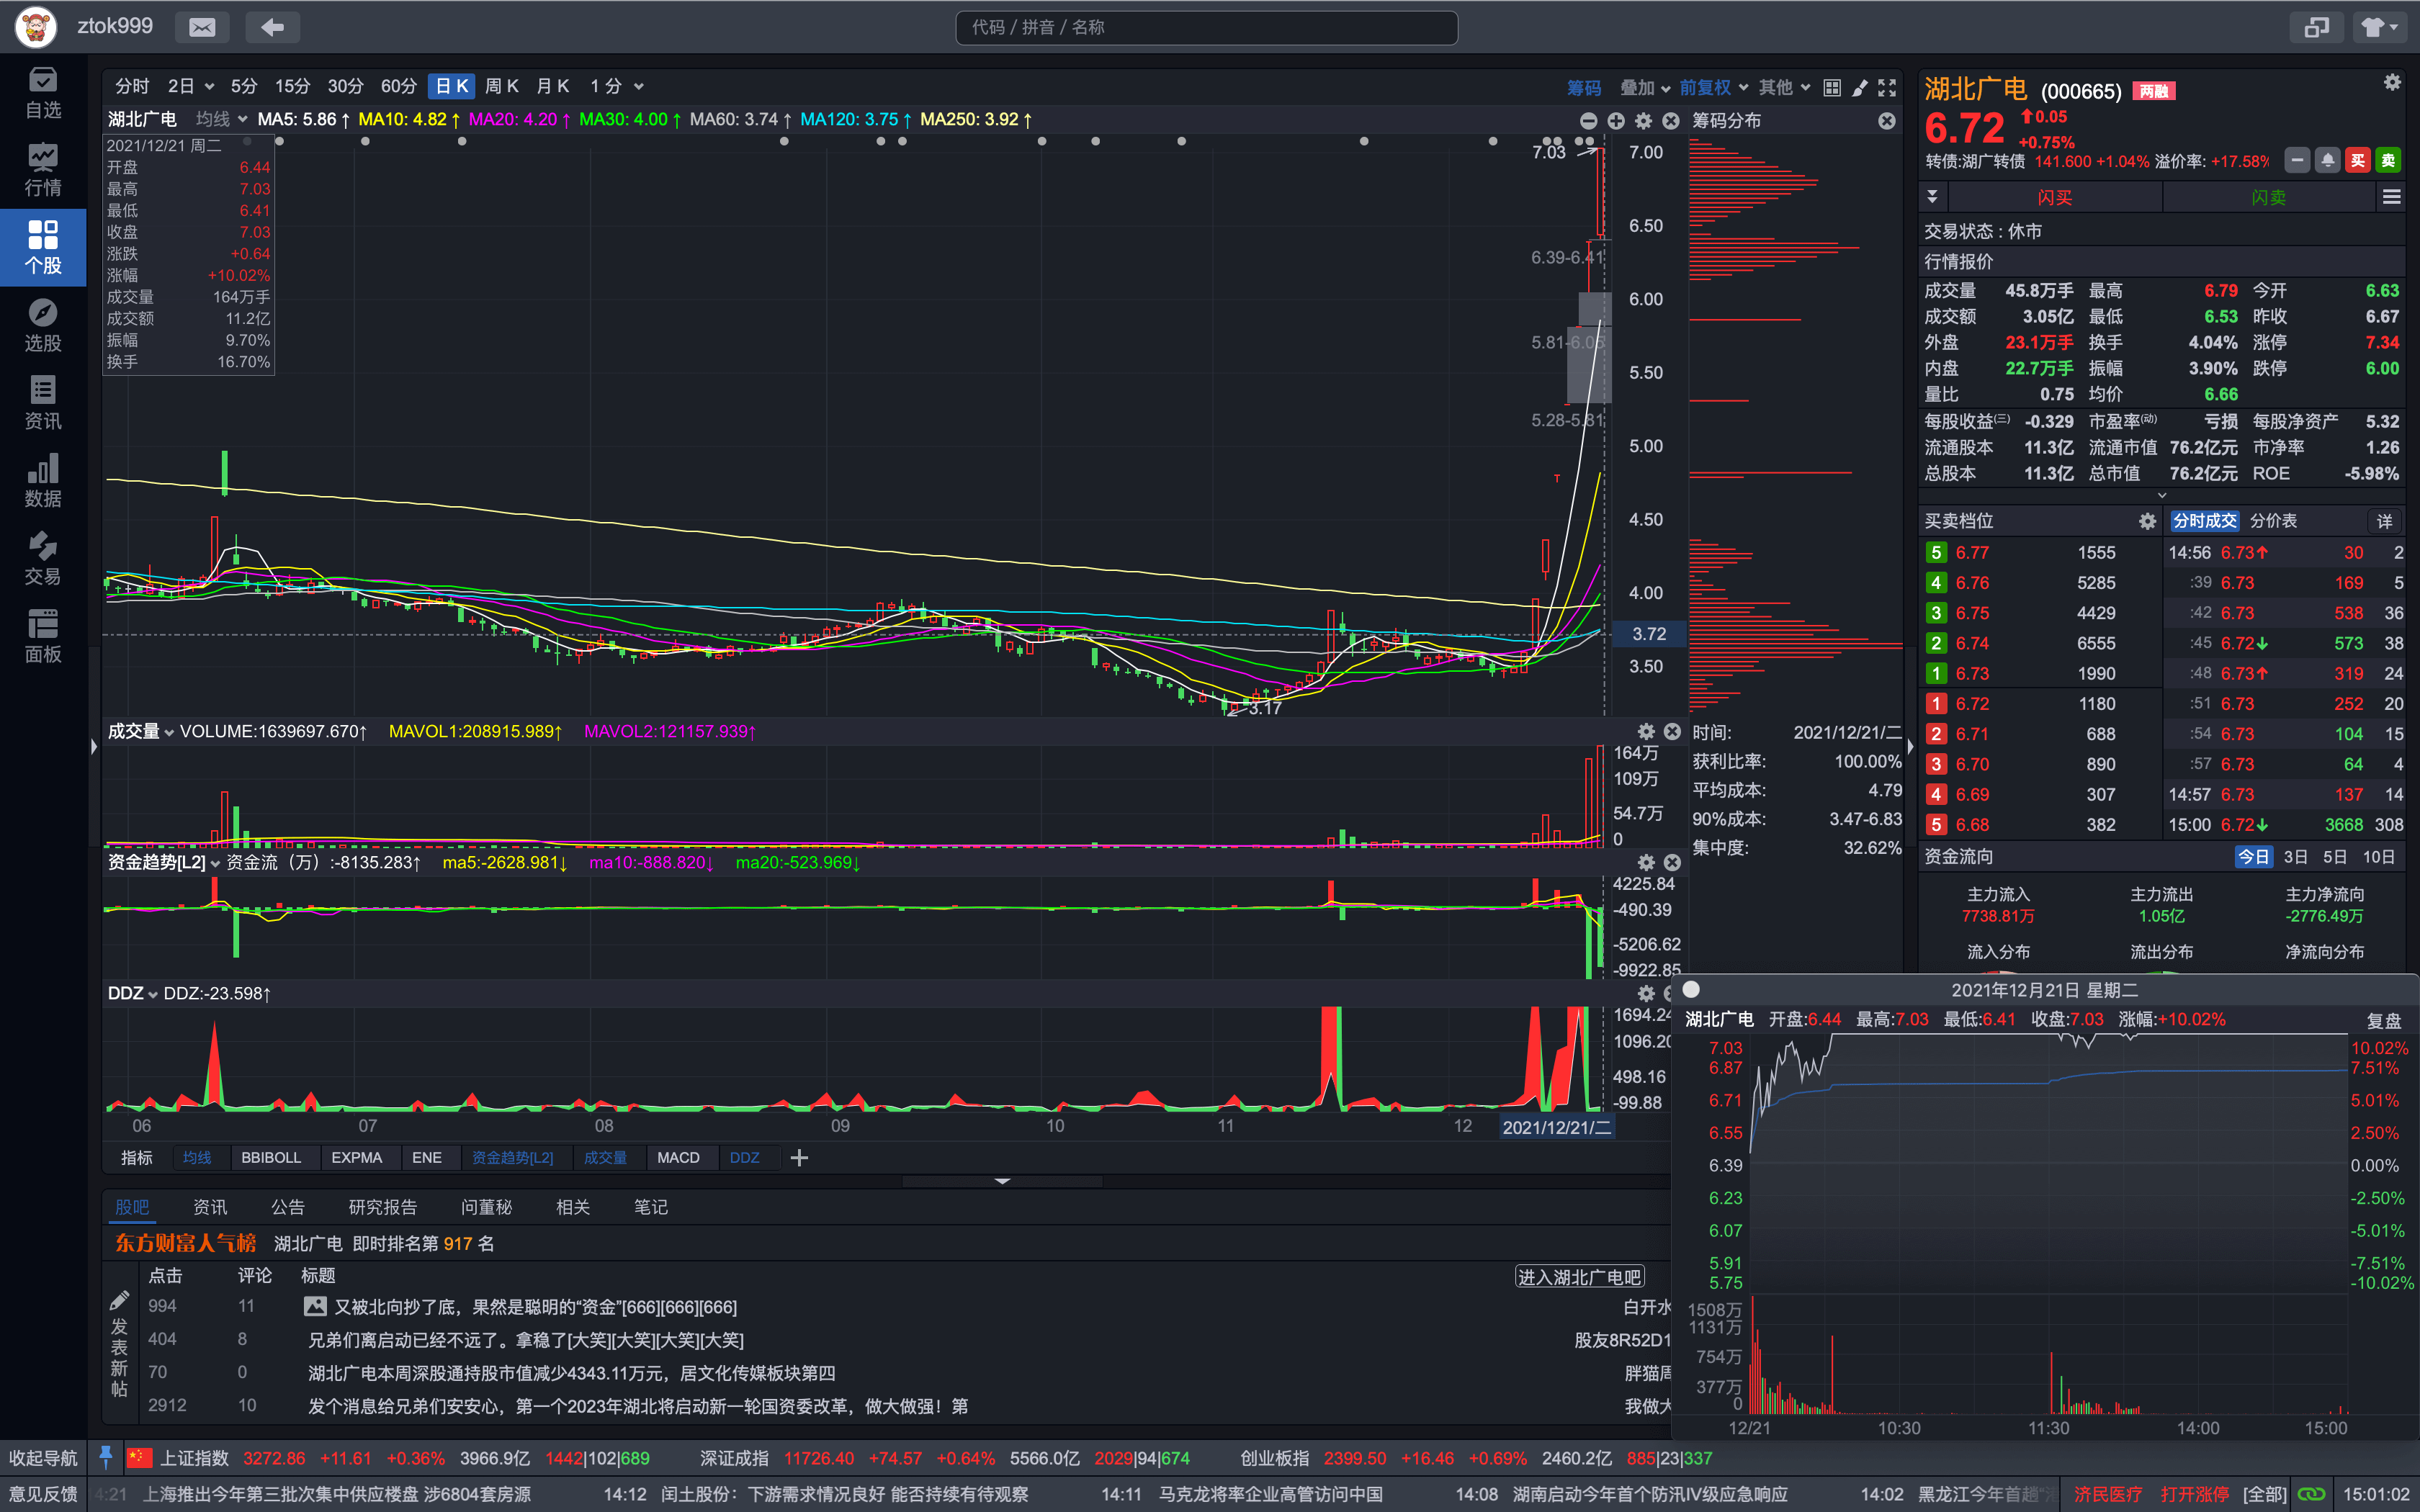 ztok999
代码 / 拼音 / 名称
自选
行情
个股
选股
资讯
数据
交易
面板
分时 2日 5分 15分 30分 60分 日K 周K 月K 1分
筹码 叠加 前复权 其他
湖北广电 均线 MA5: 5.86↑ MA10: 4.82↑ MA20: 4.20↑ MA30: 4.00↑ MA60: 3.74↑ MA120: 3.75↑ MA250: 3.92↑
2021/12/21 周二
开盘 6.44
最高 7.03
最低 6.41
收盘 7.03
涨跌 +0.64
涨幅 +10.02%
成交量 164万手
成交额 11.2亿
振幅 9.70%
换手 16.70%
7.03
6.39-6.41
5.28-5.81
3.17
7.00
6.50
6.00
5.50
5.00
4.50
4.00
3.72
3.50
筹码分布
成交量 VOLUME:1639697.670↑ MAVOL1:208915.989↑ MAVOL2:121157.939↑
164万
109万
54.7万
0
资金趋势[L2] 资金流（万）:-8135.283↑ ma5:-2628.981↓ ma10:-888.820↓ ma20:-523.969↓
4225.84
-490.39
-5206.62
-9922.85
DDZ DDZ:-23.598↑
1096.20
498.16
-99.88
06 07 08 09 10 11 12 2021/12/21/二
指标 均线 BBIBOLL EXPMA ENE 资金趋势[L2] 成交量 MACD DDZ
时间: 2021/12/21/二
获利比率: 100.00%
平均成本: 4.79
90%成本: 3.47-6.83
集中度: 32.62%
股吧 资讯 公告 研究报告 问董秘 相关 笔记
东方财富人气榜 湖北广电 即时排名第 917 名
点击 评论 标题
进入湖北广电吧
发表新帖
994 11 又被北向抄了底，果然是聪明的“资金”[666][666][666] 白开水
404 8 兄弟们离启动已经不远了。拿稳了[大笑][大笑][大笑][大笑] 股友8R52D1
70 0 湖北广电本周深股通持股市值减少4343.11万元，居文化传媒板块第四 胖猫周
2912 10 发个消息给兄弟们安安心，第一个2023年湖北将启动新一轮国资委改革，做大做强！第 我做大
湖北广电 (000665) 两融
6.72 0.05
+0.75%
转债:湖广转债 141.600 +1.04% 溢价率: +17.58%
买 卖
闪买 闪卖
交易状态 : 休市
行情报价
成交量 45.8万手 最高 6.79 今开 6.63
成交额 3.05亿 最低 6.53 昨收 6.67
外盘 23.1万手 换手 4.04% 涨停 7.34
内盘 22.7万手 振幅 3.90% 跌停 6.00
量比 0.75 均价 6.66
每股收益(三) -0.329 市盈率(动) 亏损 每股净资产 5.32
流通股本 11.3亿 流通市值 76.2亿元 市净率 1.26
总股本 11.3亿 总市值 76.2亿元 ROE -5.98%
买卖档位
5 6.77 1555
4 6.76 5285
3 6.75 4429
2 6.74 6555
1 6.73 1990
1 6.72 1180
2 6.71 688
3 6.70 890
4 6.69 307
5 6.68 382
分时成交 分价表 详
14:56 6.73↑ 30 2
:39 6.73 169 5
:42 6.73 538 36
:45 6.72↓ 573 38
:48 6.73↑ 319 24
:51 6.73 252 20
:54 6.73 104 15
:57 6.73 64 4
14:57 6.73 137 14
15:00 6.72↓ 3668 308
资金流向 今日 3日 5日 10日
主力流入 主力流出 主力净流向
7738.81万 1.05亿 -2776.49万
流入分布 流出分布 净流向分布
2021年12月21日 星期二
湖北广电 开盘:6.44 最高:7.03 最低:6.41 收盘:7.03 涨幅:+10.02% 复盘
7.03 10.02%
6.87 7.51%
6.71 5.01%
6.55 2.50%
6.39 0.00%
6.23 -2.50%
6.07 -5.01%
5.91 -7.51%
5.75 -10.02%
1508万
1131万
754万
377万
0
12/21 10:30 11:30 14:00 15:00
收起导航 上证指数 3272.86 +11.61 +0.36% 3966.9亿 1442|102|689 深证成指 11726.40 +74.57 +0.64% 5566.0亿 2029|94|674 创业板指 2399.50 +16.46 +0.69% 2460.2亿 885|23|337
意见反馈 14:21 上海推出今年第三批次集中供应楼盘 涉6804套房源 14:12 闰土股份：下游需求情况良好 能否持续有待观察 14:11 马克龙将率企业高管访问中国 14:08 湖南启动今年首个防汛IV级应急响应 14:02 黑龙江今年首趟“ 济民医疗 打开涨停 [全部] 15:01:02